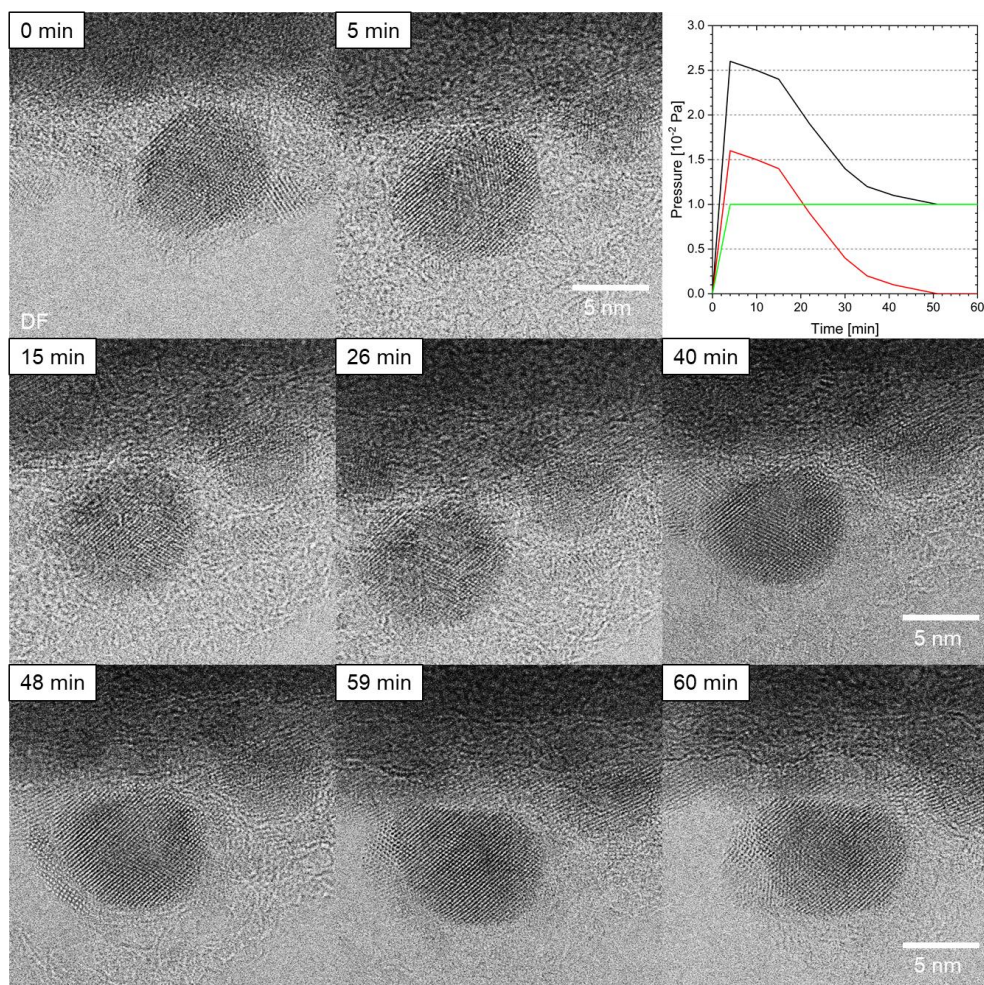 0 min
DF
5 min
5 nm
3.0
2.5
2.0
1.5
1.0
0.5
0.0
Pressure [10⁻² Pa]
0 10 20 30 40 50 60
Time [min]
15 min
26 min
40 min
5 nm
48 min
59 min
60 min
5 nm